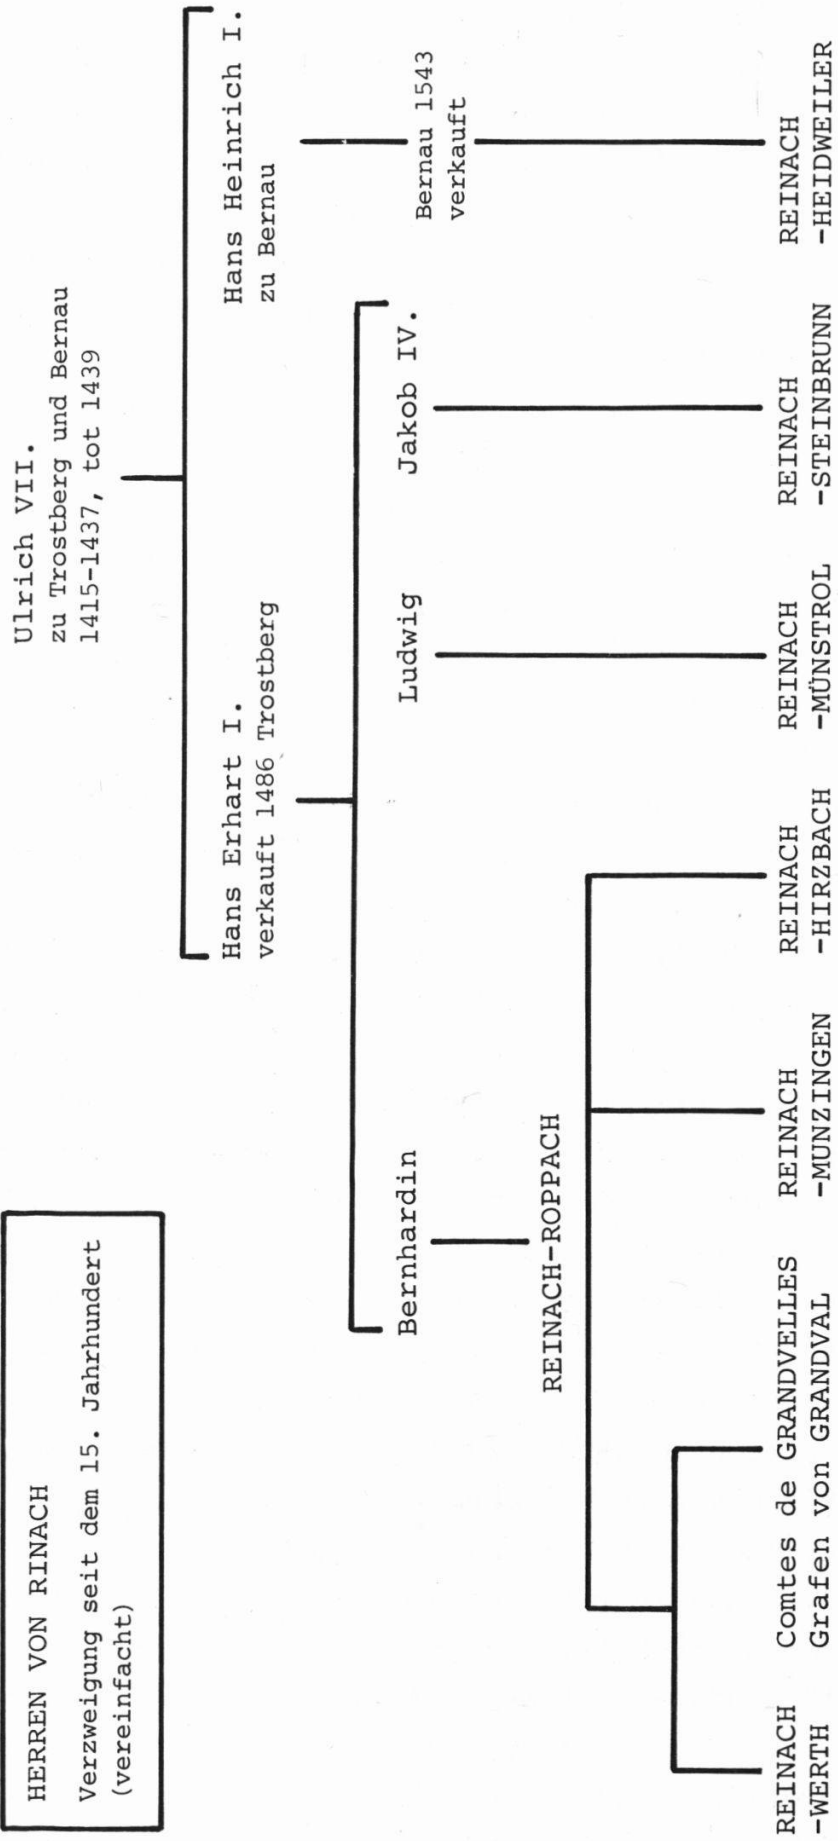 HERREN VON RINACH
Verzweigung seit dem 15. Jahrhundert
(vereinfacht)
Ulrich VII.
zu Trostberg und Bernau
1415-1437, tot 1439
Hans Erhart I.
verkauft 1486 Trostberg
Hans Heinrich I.
zu Bernau
Bernhardin
Ludwig
Jakob IV.
Bernau 1543
verkauft
REINACH-ROPPACH
REINACH
-WERTH
Comtes de GRANDVELLES
Grafen von GRANDVAL
REINACH
-MUNZINGEN
REINACH
-HIRZBACH
REINACH
-MÜNSTROL
REINACH
-STEINBRUNN
REINACH
-HEIDWEILER